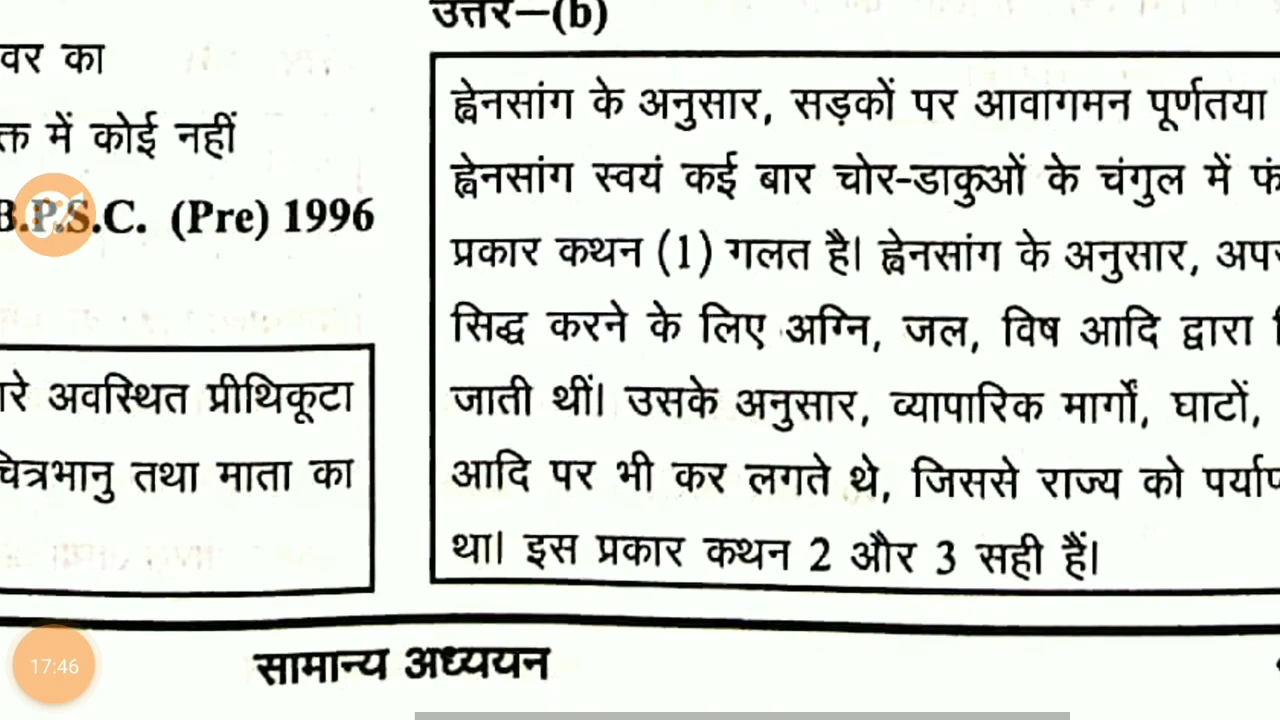 वर का
क्त में कोई नहीं
B.P.S.C. (Pre) 1996
रे अवस्थित प्रीथिकूटा
चित्रभानु तथा माता का
उत्तर—(b)
ह्वेनसांग के अनुसार, सड़कों पर आवागमन पूर्णतया
ह्वेनसांग स्वयं कई बार चोर-डाकुओं के चंगुल में
प्रकार कथन (1) गलत है। ह्वेनसांग के अनुसार,
सिद्ध करने के लिए अग्नि, जल, विष आदि द्वारा
जाती थीं। उसके अनुसार, व्यापारिक मार्गों, घाटों,
आदि पर भी कर लगते थे, जिससे राज्य को
था। इस प्रकार कथन 2 और 3 सही हैं।
सामान्य अध्ययन
17:46